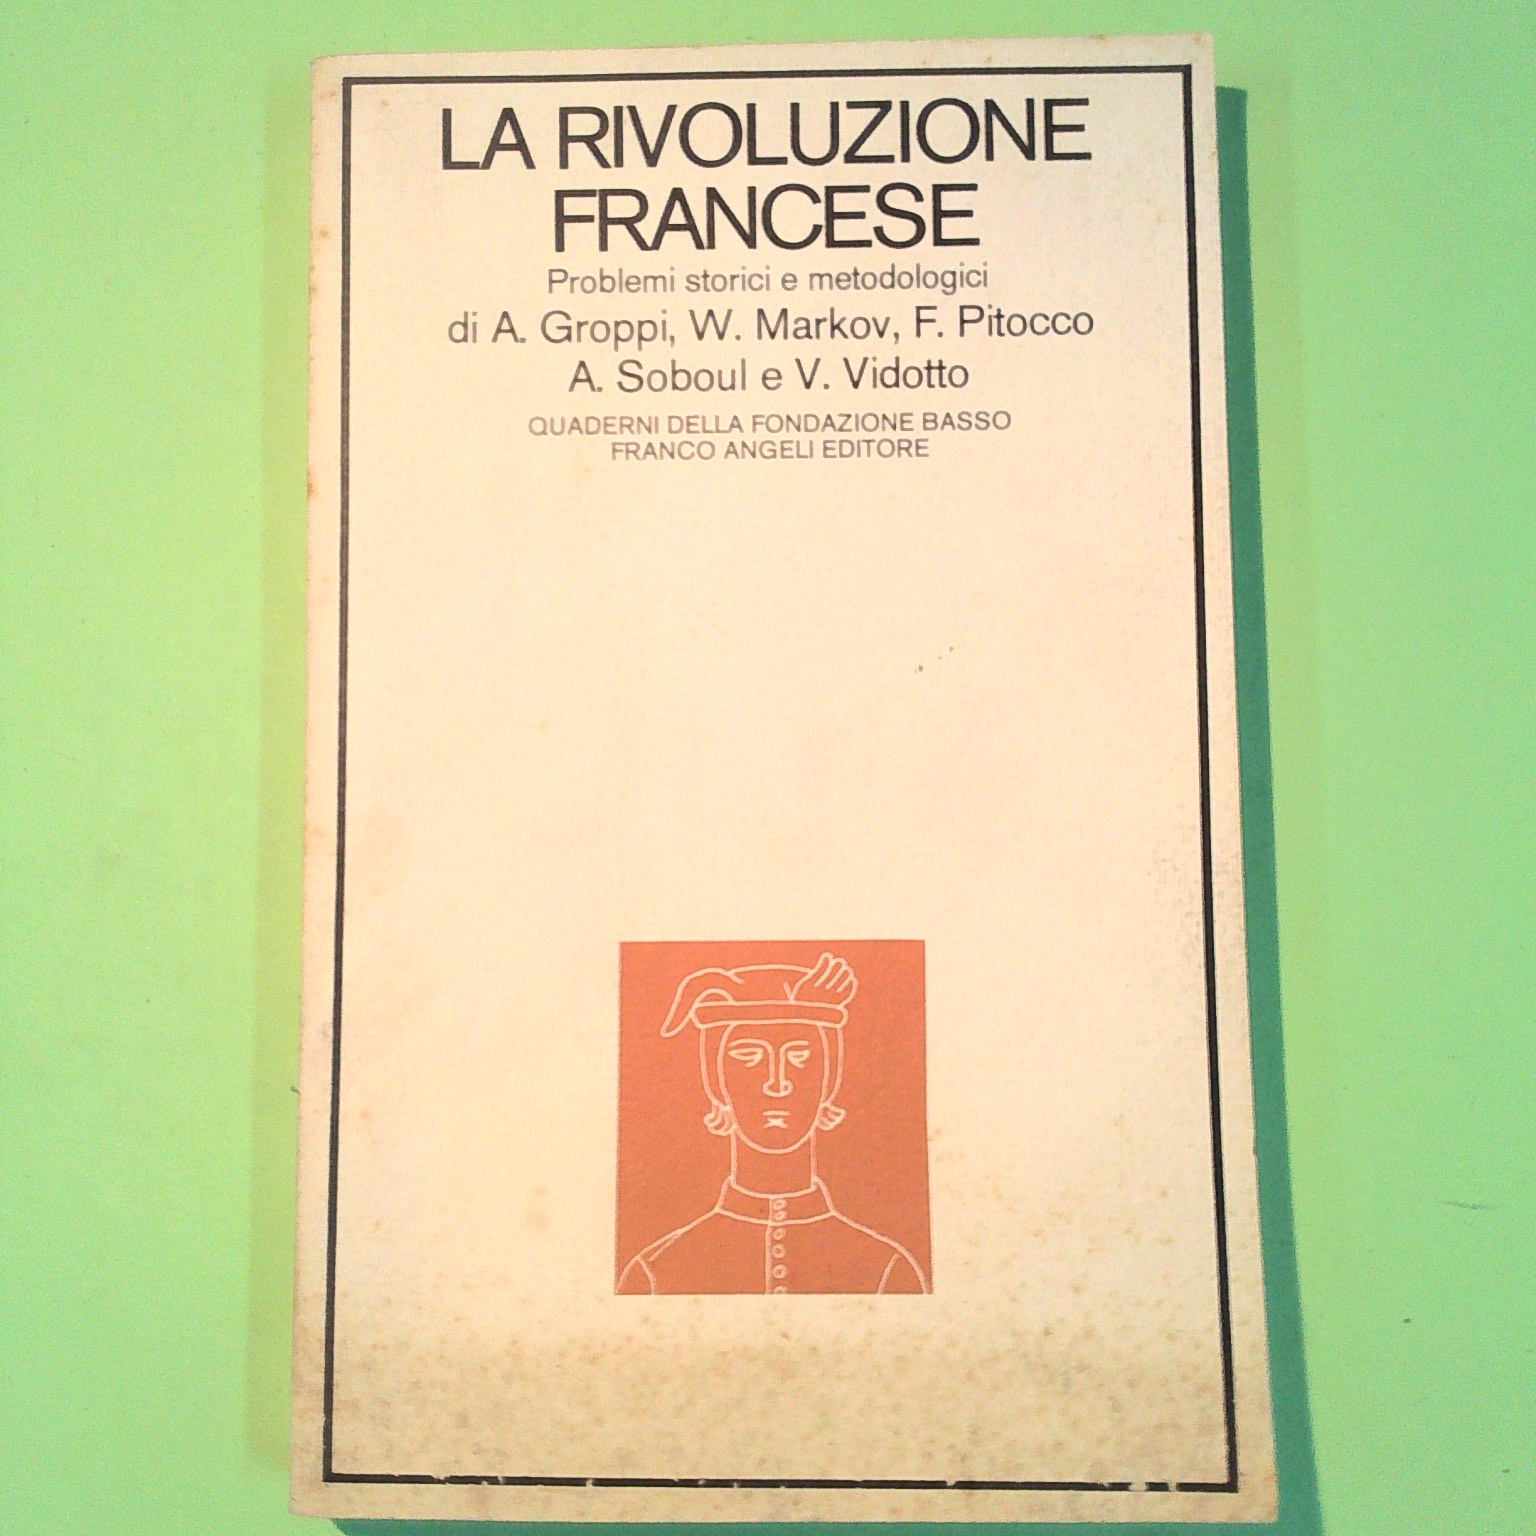 LA RIVOLUZIONE
FRANCESE
Problemi storici e metodologici
di A. Groppi, W. Markov, F. Pitocco
A. Soboul e V. Vidotto
QUADERNI DELLA FONDAZIONE BASSO
FRANCO ANGELI EDITORE